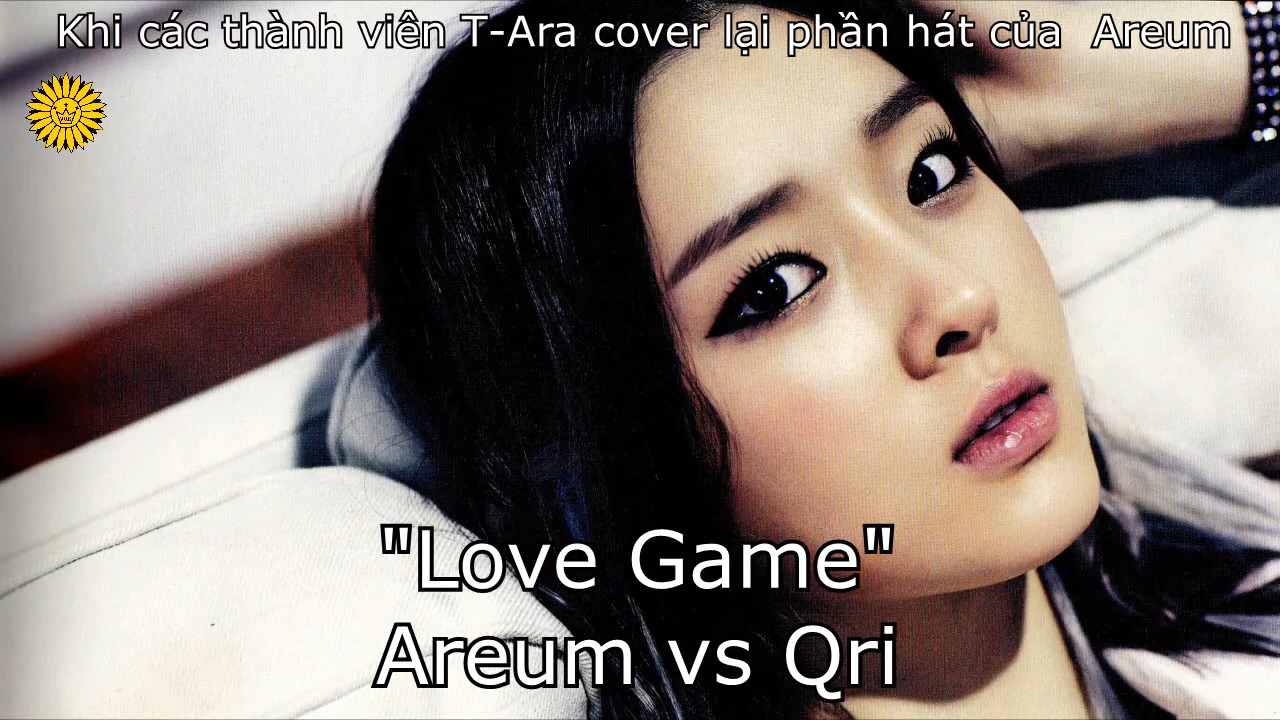 Khi các thành viên T-Ara cover lại phần hát của Areum
"Love Game"
Areum vs Qri